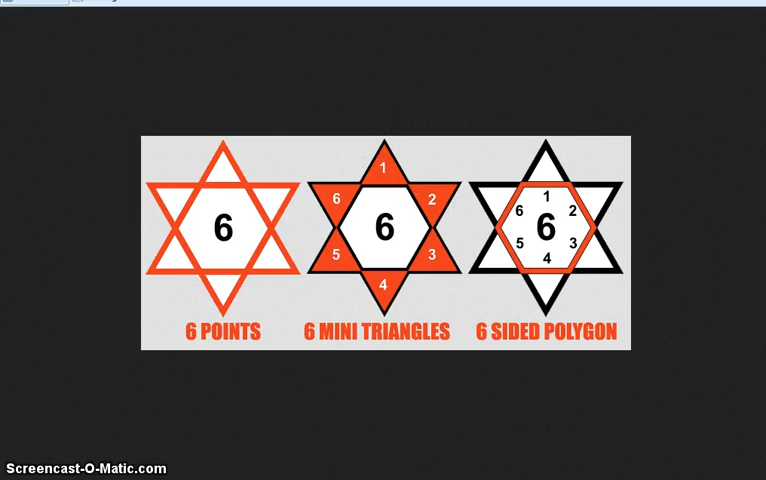 6
6 POINTS
1
6 2
6
5 3
4
6 MINI TRIANGLES
1
6 2
6
5 3
4
6 SIDED POLYGON
Screencast-O-Matic.com